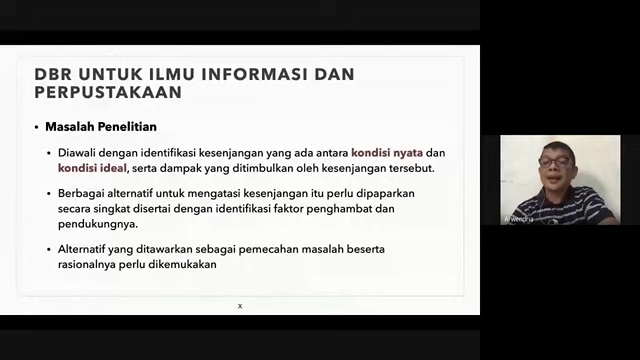 DBR UNTUK ILMU INFORMASI DAN
PERPUSTAKAAN
• Masalah Penelitian
• Diawali dengan identifikasi kesenjangan yang ada antara kondisi nyata dan
kondisi ideal, serta dampak yang ditimbulkan oleh kesenjangan tersebut.
• Berbagai alternatif untuk mengatasi kesenjangan itu perlu dipaparkan
secara singkat disertai dengan identifikasi faktor penghambat dan
pendukungnya.
• Alternatif yang ditawarkan sebagai pemecahan masalah beserta
rasionalnya perlu dikemukakan
x
Arwendria